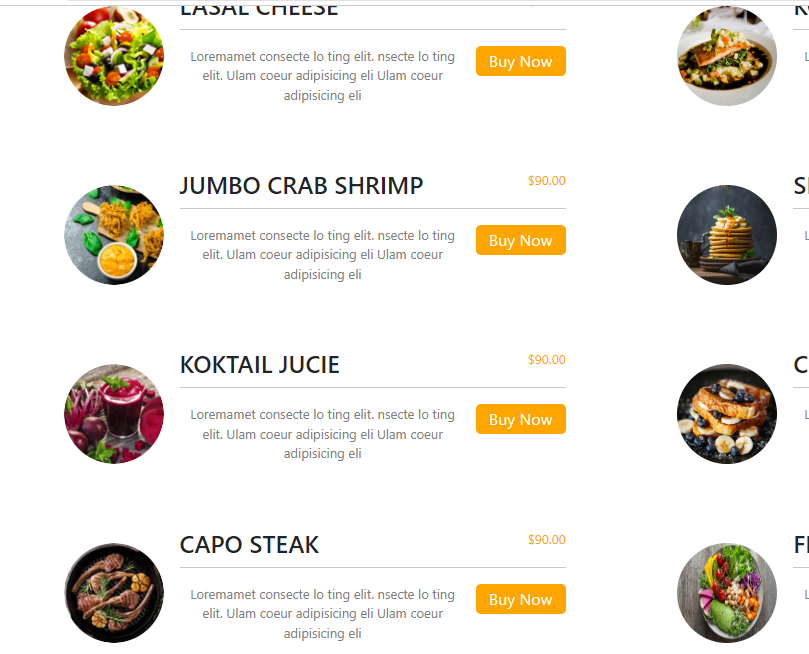 LASAL CHEESE
Loremamet consecte lo ting elit. nsecte lo ting
elit. Ulam coeur adipisicing eli Ulam coeur
adipisicing eli
Buy Now
JUMBO CRAB SHRIMP
$90.00
Loremamet consecte lo ting elit. nsecte lo ting
elit. Ulam coeur adipisicing eli Ulam coeur
adipisicing eli
Buy Now
KOKTAIL JUCIE
$90.00
Loremamet consecte lo ting elit. nsecte lo ting
elit. Ulam coeur adipisicing eli Ulam coeur
adipisicing eli
Buy Now
CAPO STEAK
$90.00
Loremamet consecte lo ting elit. nsecte lo ting
elit. Ulam coeur adipisicing eli Ulam coeur
adipisicing eli
Buy Now